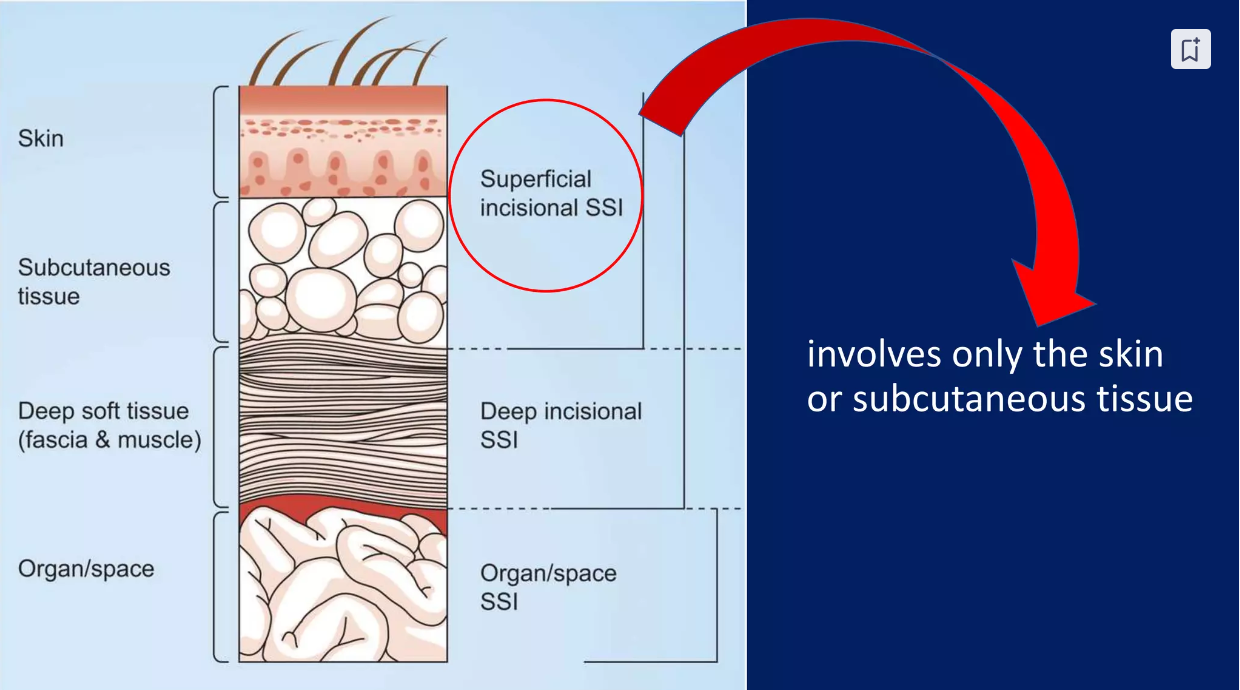 Skin
Subcutaneous
tissue
Deep soft tissue
(fascia & muscle)
Organ/space
Superficial
incisional SSI
Deep incisional
SSI
Organ/space
SSI
involves only the skin
or subcutaneous tissue